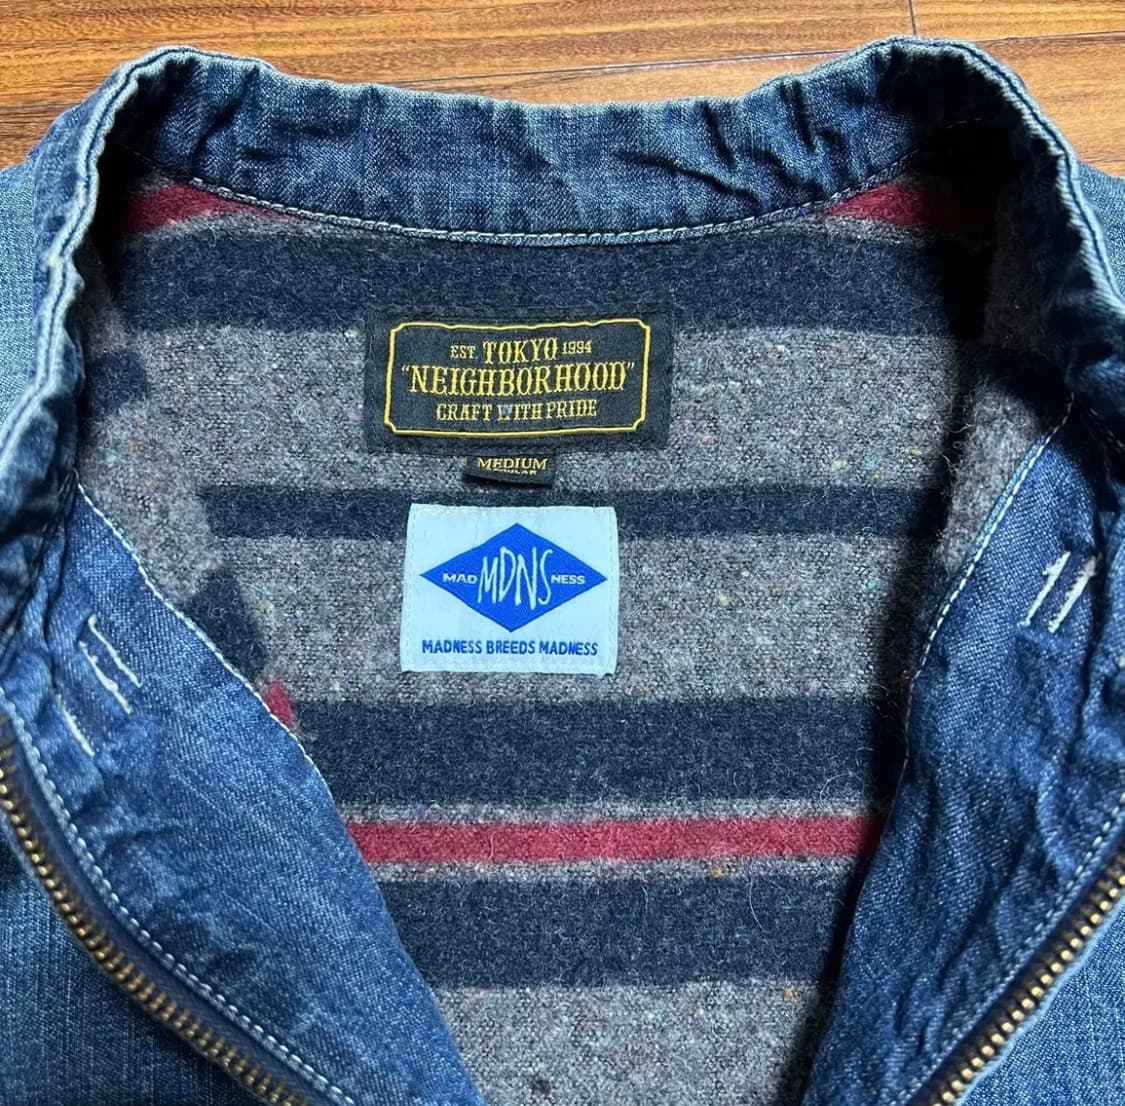 EST. TOKYO 1994
"NEIGHBORHOOD"
CRAFT WITH PRIDE
MEDIUM
MAD MDNS NESS
MADNESS BREEDS MADNESS